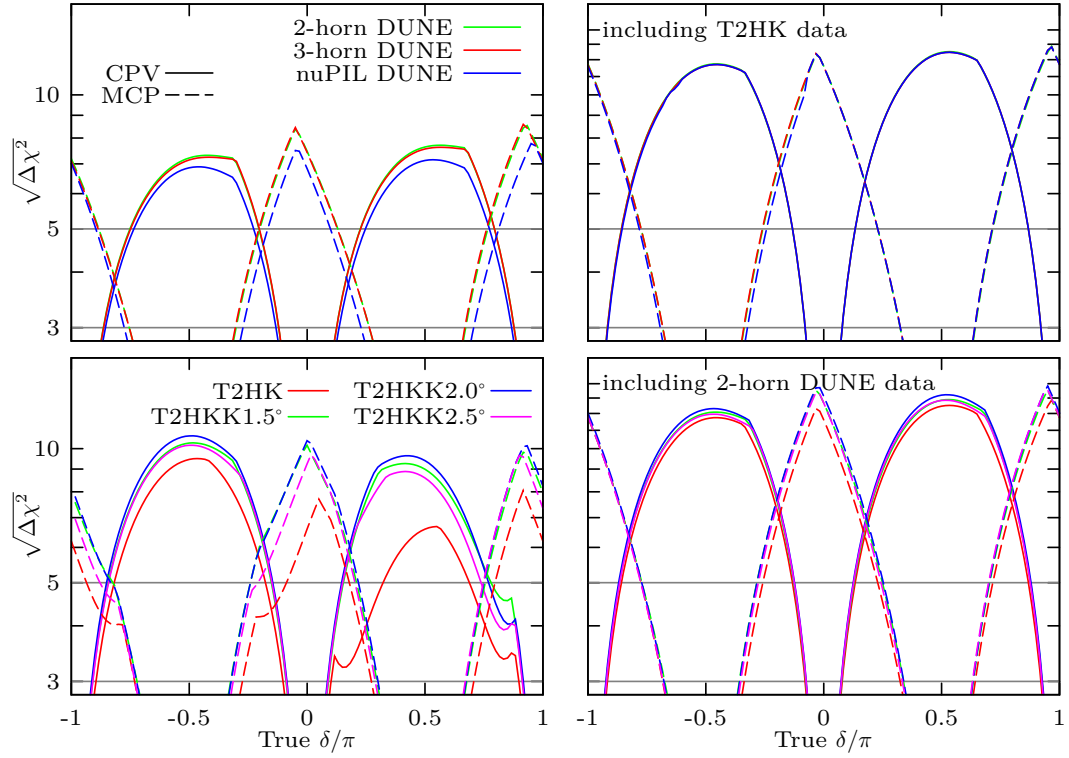 2-horn DUNE
3-horn DUNE
nuPIL DUNE
CPV
MCP
10
5
3
√Δχ²
including T2HK data
T2HK
T2HKK2.0°
T2HKK1.5°
T2HKK2.5°
10
5
3
√Δχ²
-1
-0.5
0
0.5
1
True δ/π
including 2-horn DUNE data
-1
-0.5
0
0.5
1
True δ/π